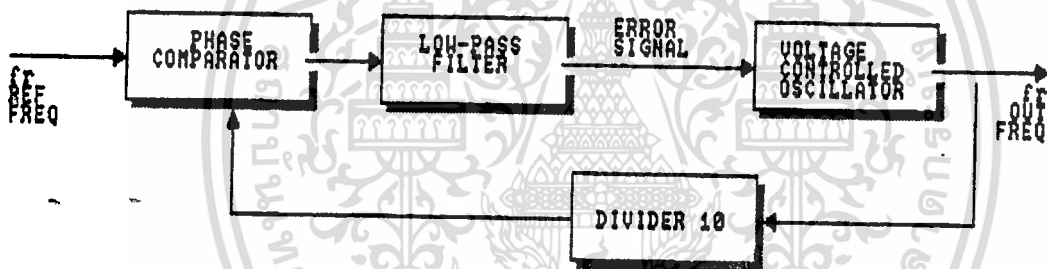 PHASE
COMPARATOR
LOW-PASS
FILTER
ERROR
SIGNAL
VOLTAGE
CONTROLLED
OSCILLATOR
fr
REF
FREQ
fr
OUT
FREQ
DIVIDER 10